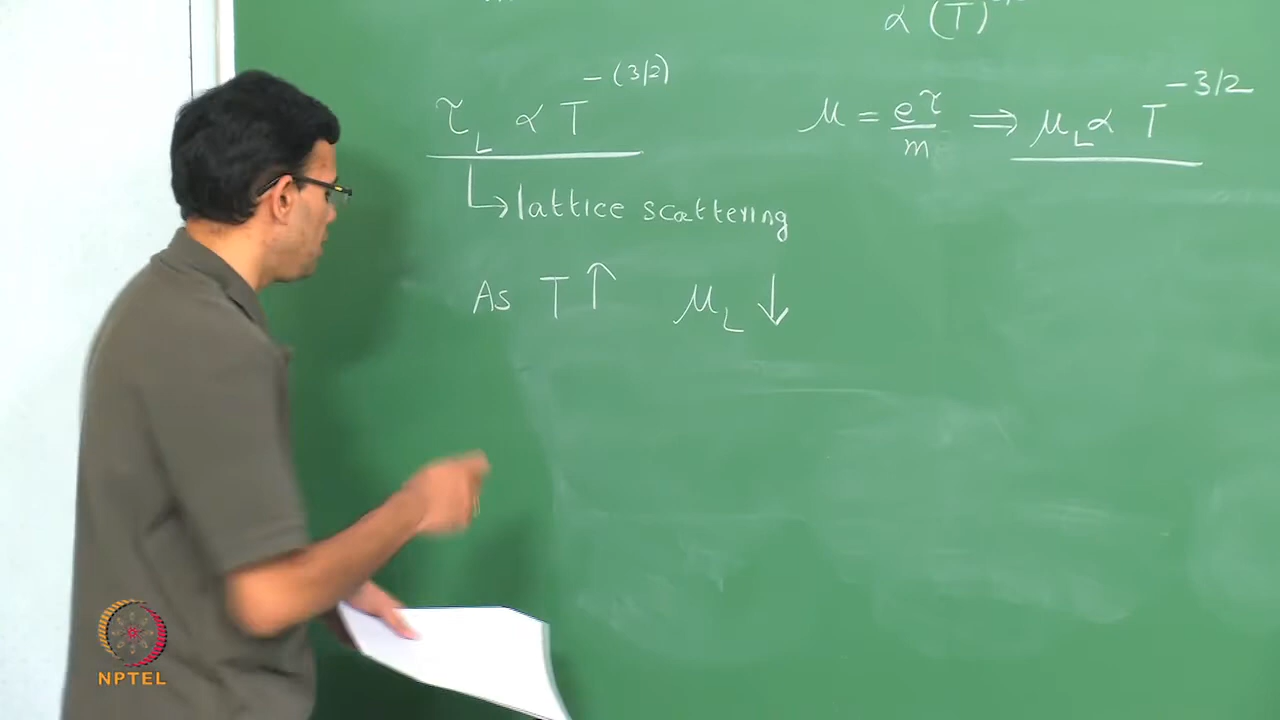 α (T)
τ_L α T^-(3/2)
μ = eτ/m ⟹ μ_L α T^-3/2
↳ lattice scattering
As T ↑ μ_L ↓
NPTEL